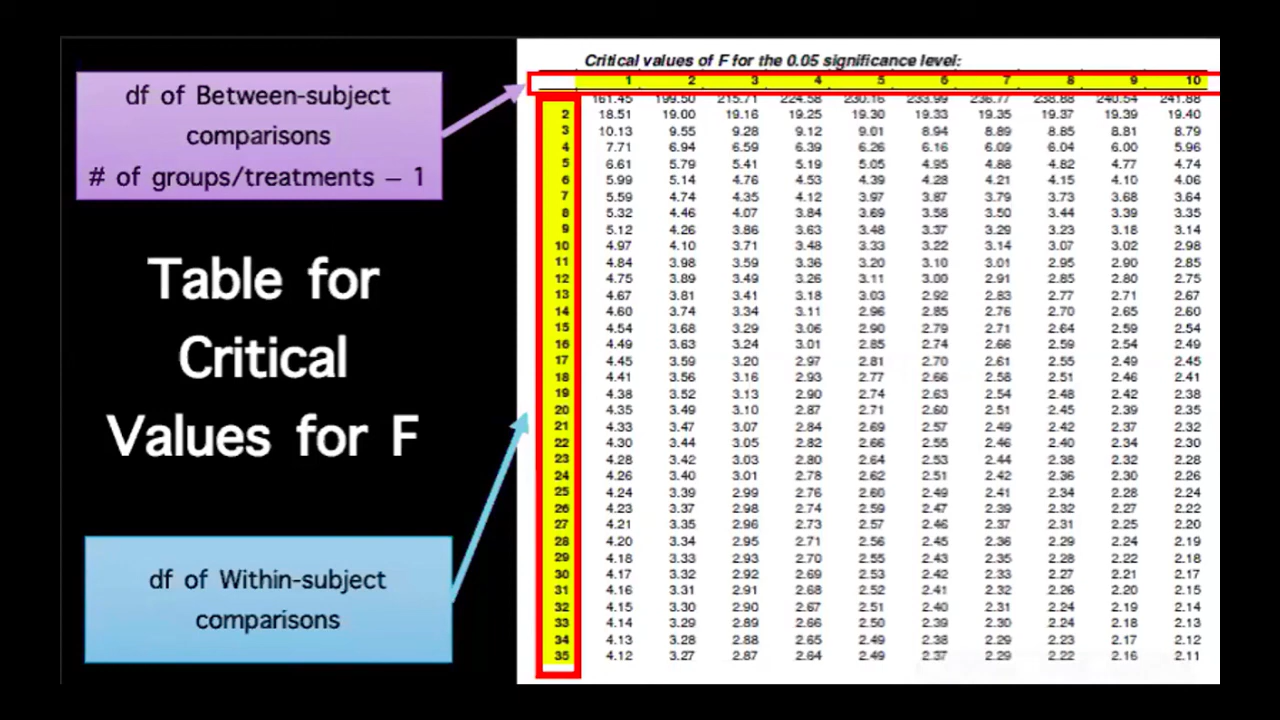 df of Between-subject
comparisons
# of groups/treatments – 1
Table for
Critical
Values for F
df of Within-subject
comparisons
Critical values of F for the 0.05 significance level:
1 2 3 4 5 6 7 8 9 10
161.45 199.50 215.71 224.58 230.16 233.99 236.77 238.88 240.54 241.88
2 18.51 19.00 19.16 19.25 19.30 19.33 19.35 19.37 19.39 19.40
3 10.13 9.55 9.28 9.12 9.01 8.94 8.89 8.85 8.81 8.79
4 7.71 6.94 6.59 6.39 6.26 6.16 6.09 6.04 6.00 5.96
5 6.61 5.79 5.41 5.19 5.05 4.95 4.88 4.82 4.77 4.74
6 5.99 5.14 4.76 4.53 4.39 4.28 4.21 4.15 4.10 4.06
7 5.59 4.74 4.35 4.12 3.97 3.87 3.79 3.73 3.68 3.64
8 5.32 4.46 4.07 3.84 3.69 3.58 3.50 3.44 3.39 3.35
9 5.12 4.26 3.86 3.63 3.48 3.37 3.29 3.23 3.18 3.14
10 4.97 4.10 3.71 3.48 3.33 3.22 3.14 3.07 3.02 2.98
11 4.84 3.98 3.59 3.36 3.20 3.10 3.01 2.95 2.90 2.85
12 4.75 3.89 3.49 3.26 3.11 3.00 2.91 2.85 2.80 2.75
13 4.67 3.81 3.41 3.18 3.03 2.92 2.83 2.77 2.71 2.67
14 4.60 3.74 3.34 3.11 2.96 2.85 2.76 2.70 2.65 2.60
15 4.54 3.68 3.29 3.06 2.90 2.79 2.71 2.64 2.59 2.54
16 4.49 3.63 3.24 3.01 2.85 2.74 2.66 2.59 2.54 2.49
17 4.45 3.59 3.20 2.97 2.81 2.70 2.61 2.55 2.49 2.45
18 4.41 3.56 3.16 2.93 2.77 2.66 2.58 2.51 2.46 2.41
19 4.38 3.52 3.13 2.90 2.74 2.63 2.54 2.48 2.42 2.38
20 4.35 3.49 3.10 2.87 2.71 2.60 2.51 2.45 2.39 2.35
21 4.33 3.47 3.07 2.84 2.69 2.57 2.49 2.42 2.37 2.32
22 4.30 3.44 3.05 2.82 2.66 2.55 2.46 2.40 2.34 2.30
23 4.28 3.42 3.03 2.80 2.64 2.53 2.44 2.38 2.32 2.28
24 4.26 3.40 3.01 2.78 2.62 2.51 2.42 2.36 2.30 2.26
25 4.24 3.39 2.99 2.76 2.60 2.49 2.41 2.34 2.28 2.24
26 4.23 3.37 2.98 2.74 2.59 2.47 2.39 2.32 2.27 2.22
27 4.21 3.35 2.96 2.73 2.57 2.46 2.37 2.31 2.25 2.20
28 4.20 3.34 2.95 2.71 2.56 2.45 2.36 2.29 2.24 2.19
29 4.18 3.33 2.93 2.70 2.55 2.43 2.35 2.28 2.22 2.18
30 4.17 3.32 2.92 2.69 2.53 2.42 2.33 2.27 2.21 2.17
31 4.16 3.31 2.91 2.68 2.52 2.41 2.32 2.26 2.20 2.15
32 4.15 3.30 2.90 2.67 2.51 2.40 2.31 2.24 2.19 2.14
33 4.14 3.29 2.89 2.66 2.50 2.39 2.30 2.24 2.18 2.13
34 4.13 3.28 2.88 2.65 2.49 2.38 2.29 2.23 2.17 2.12
35 4.12 3.27 2.87 2.64 2.49 2.37 2.29 2.22 2.16 2.11